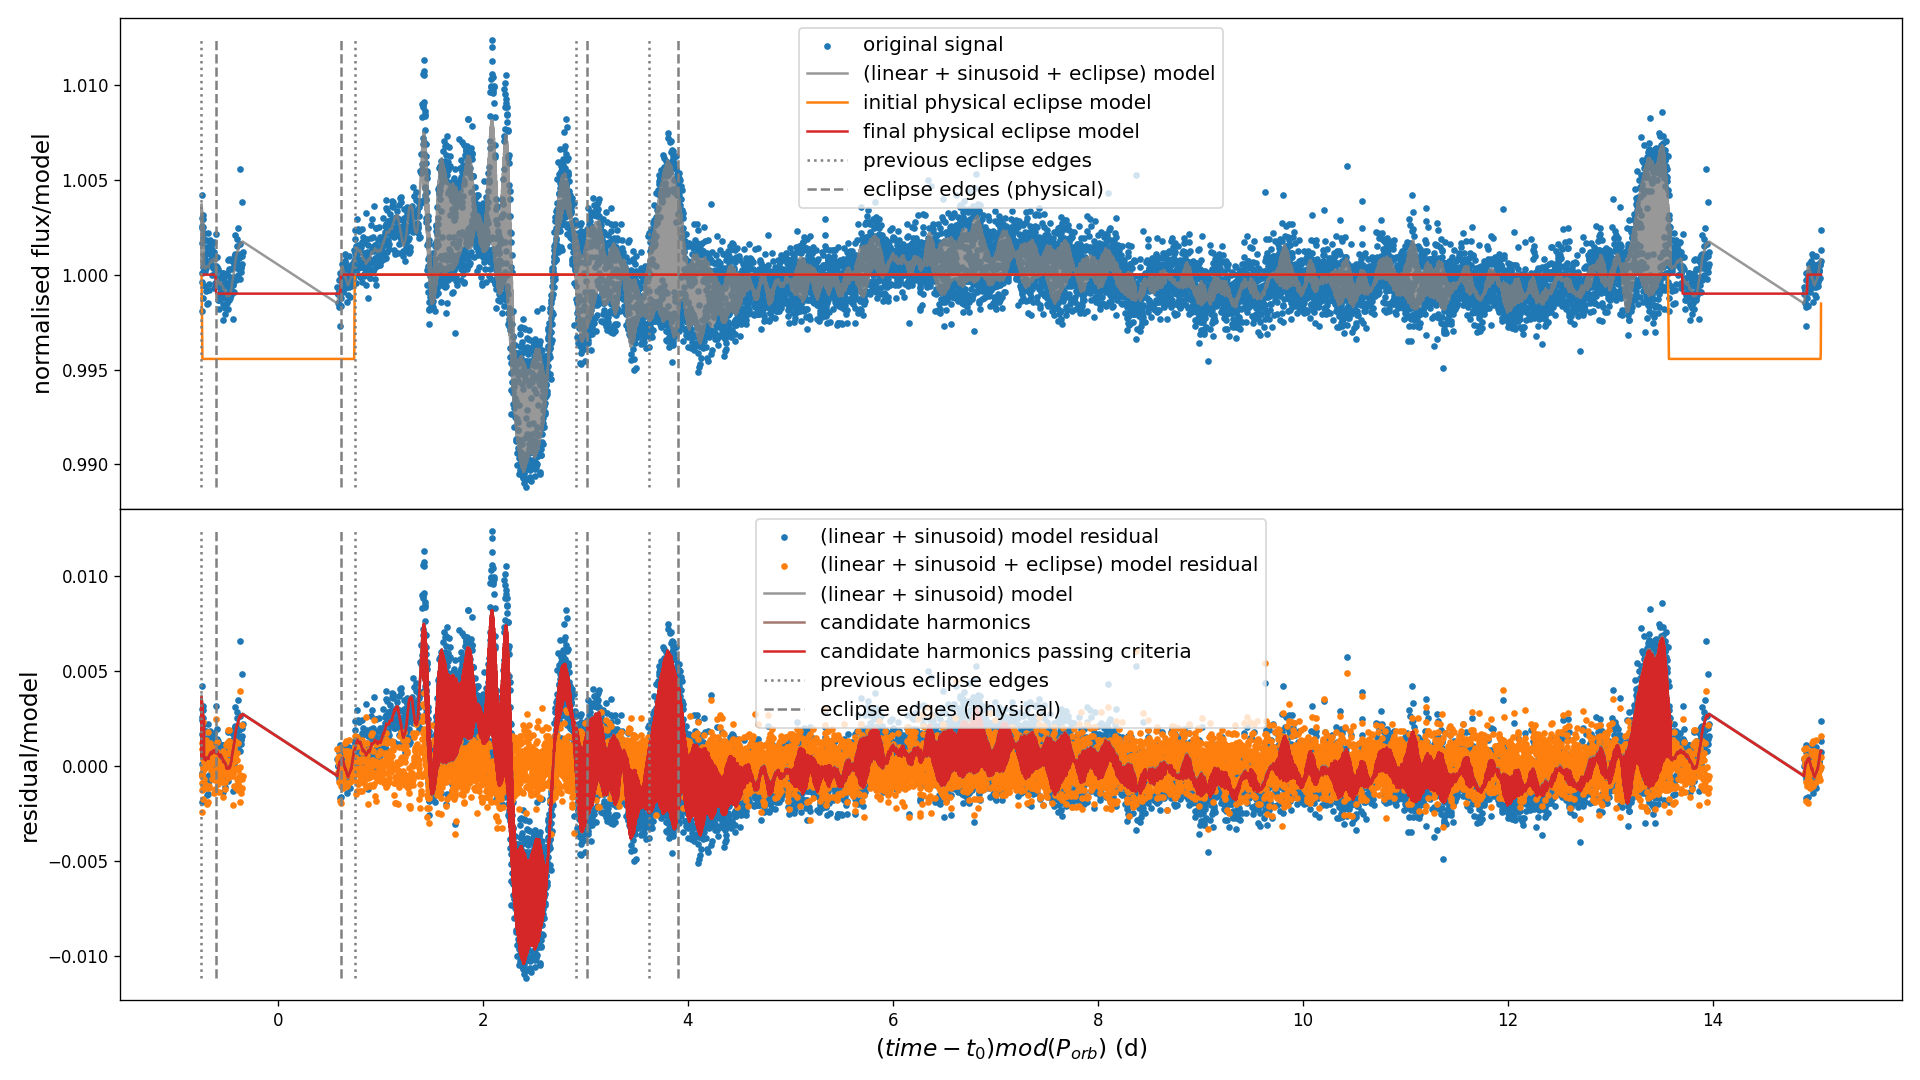 normalised flux/model
1.010
1.005
1.000
0.995
0.990
original signal
(linear + sinusoid + eclipse) model
initial physical eclipse model
final physical eclipse model
previous eclipse edges
eclipse edges (physical)
residual/model
0.010
0.005
0.000
−0.005
−0.010
(linear + sinusoid) model residual
(linear + sinusoid + eclipse) model residual
(linear + sinusoid) model
candidate harmonics
candidate harmonics passing criteria
previous eclipse edges
eclipse edges (physical)
0 2 4 6 8 10 12 14
(time − t₀)mod(P_orb) (d)